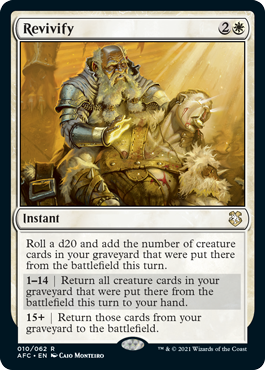 Revivify 2
Instant
Roll a d20 and add the number of creature
cards in your graveyard that were put there
from the battlefield this turn.
1–14 | Return all creature cards in your
graveyard that were put there from the
battlefield this turn to your hand.
15+ | Return those cards from your
graveyard to the battlefield.
010/062 R
AFC • EN Caio Monteiro
™ & © 2021 Wizards of the Coast